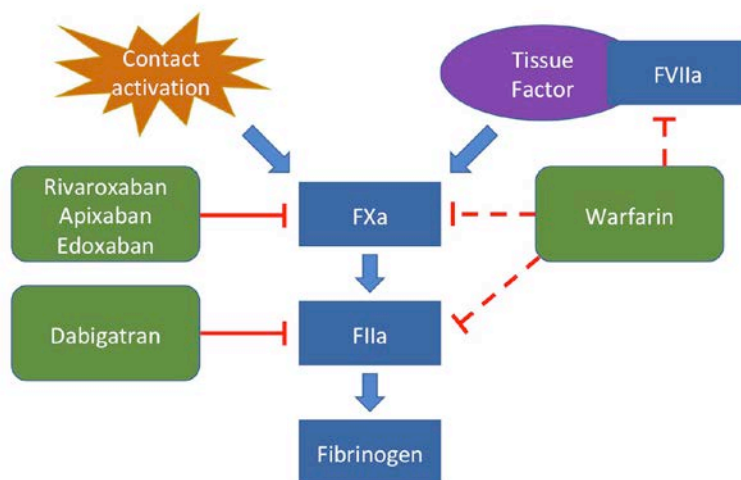 Contact
activation
Tissue
Factor
FVIIa
Rivaroxaban
Apixaban
Edoxaban
FXa
Warfarin
Dabigatran
FIIa
Fibrinogen